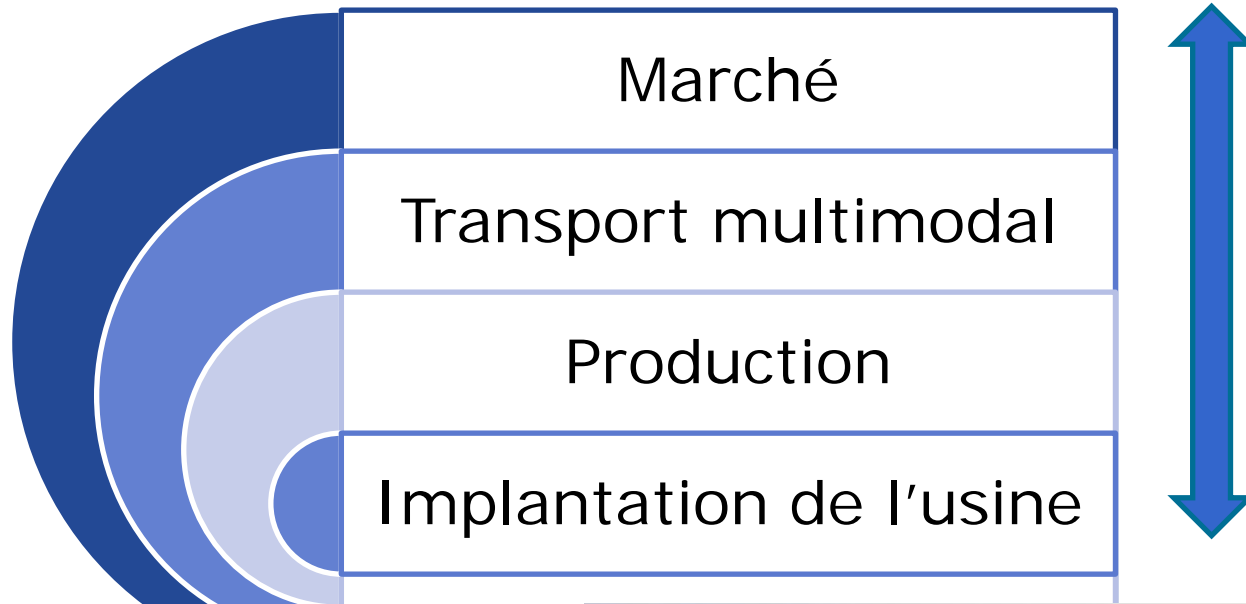 Marché
Transport multimodal
Production
Implantation de l'usine